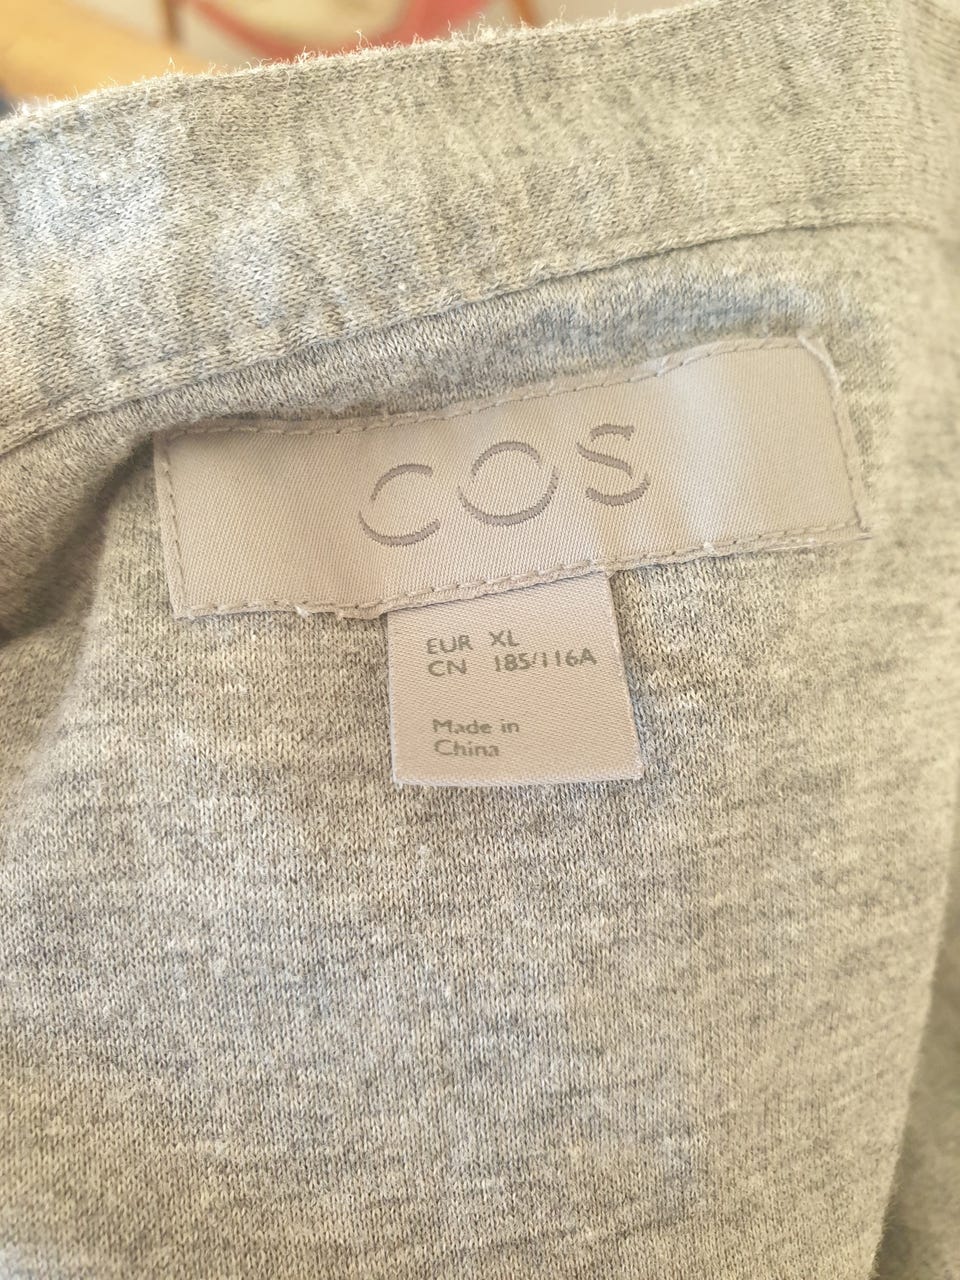 COS
EUR XL
CN 185/116A
Made in
China